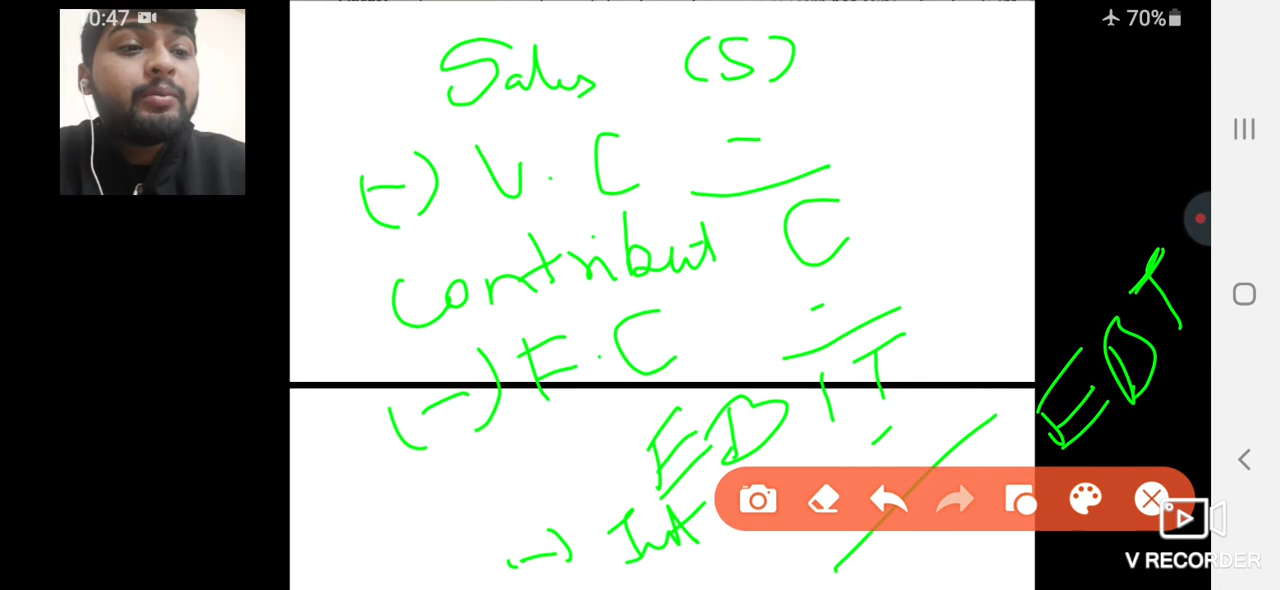 0:47
70%
Sales (S)
(-) V.C -
contribut C
(-) F.C -
EBIT
(-) Int -
EBT
V RECORDER